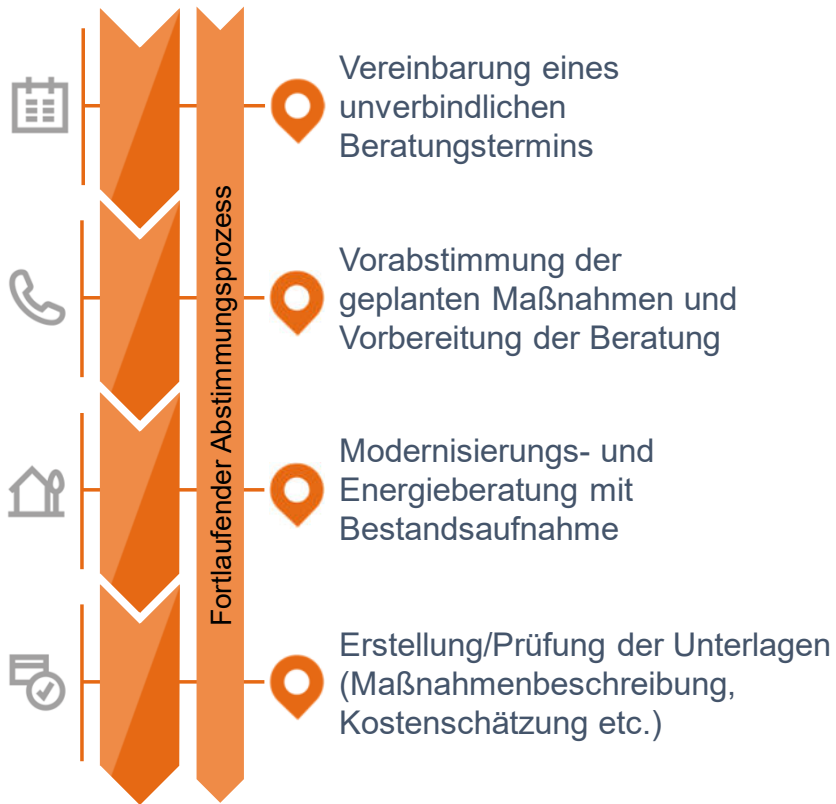 Vereinbarung eines
unverbindlichen
Beratungstermins
Vorabstimmung der
geplanten Maßnahmen und
Vorbereitung der Beratung
Modernisierungs- und
Energieberatung mit
Bestandsaufnahme
Erstellung/Prüfung der Unterlagen
(Maßnahmenbeschreibung,
Kostenschätzung etc.)
Fortlaufender Abstimmungsprozess